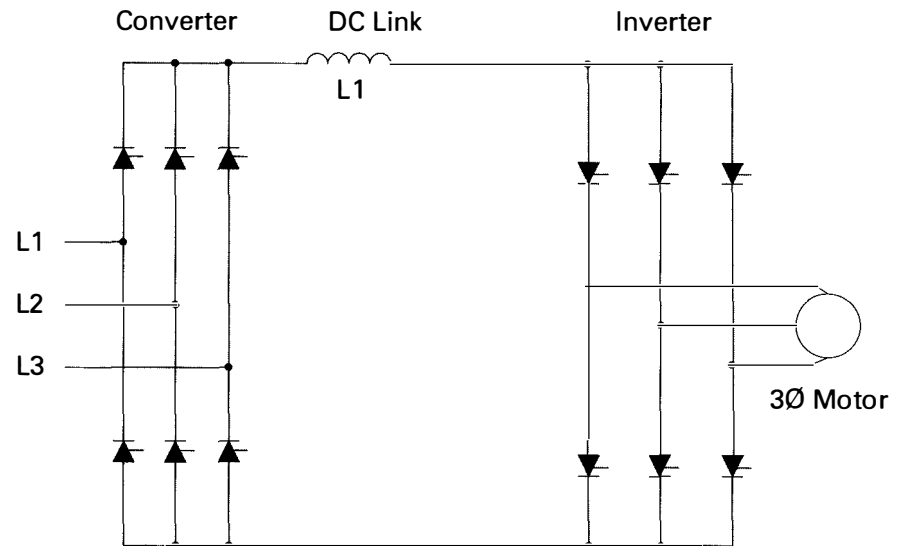 Converter
DC Link
Inverter
L1
L1
L2
L3
3Ø Motor